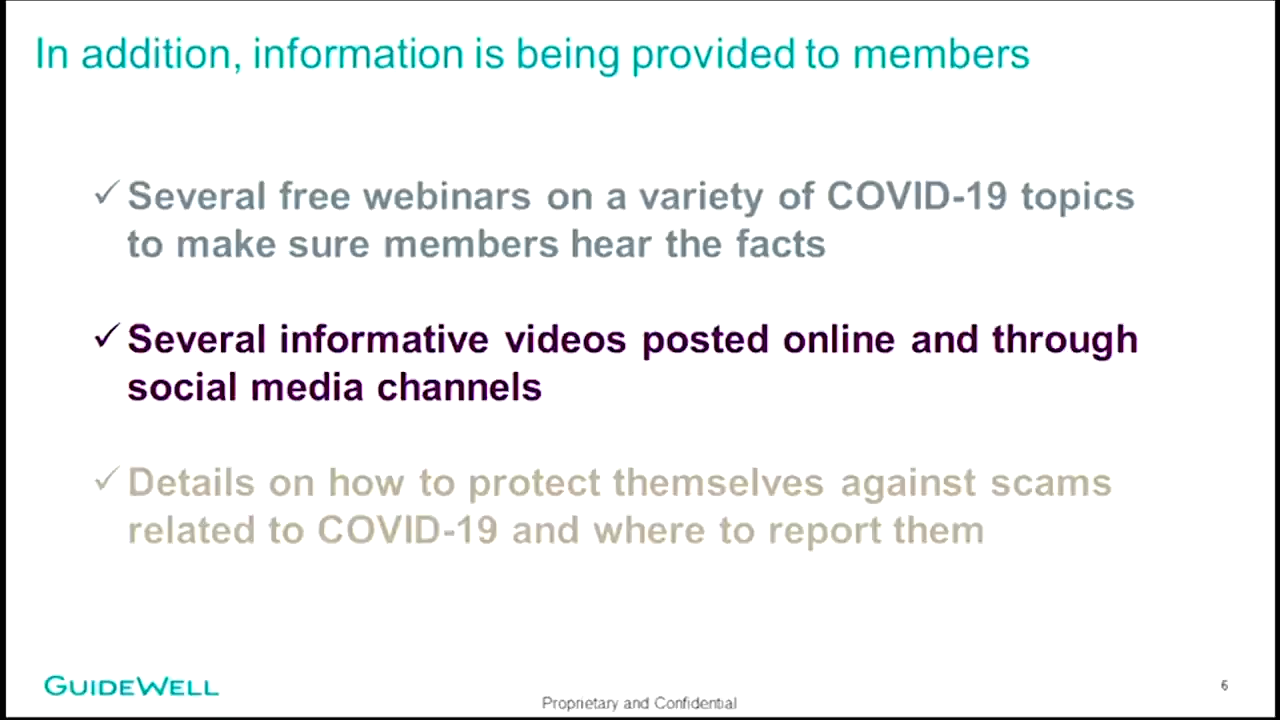 In addition, information is being provided to members
✓ Several free webinars on a variety of COVID-19 topics
to make sure members hear the facts
✓ Several informative videos posted online and through
social media channels
✓ Details on how to protect themselves against scams
related to COVID-19 and where to report them
GUIDEWELL
Proprietary and Confidential
6